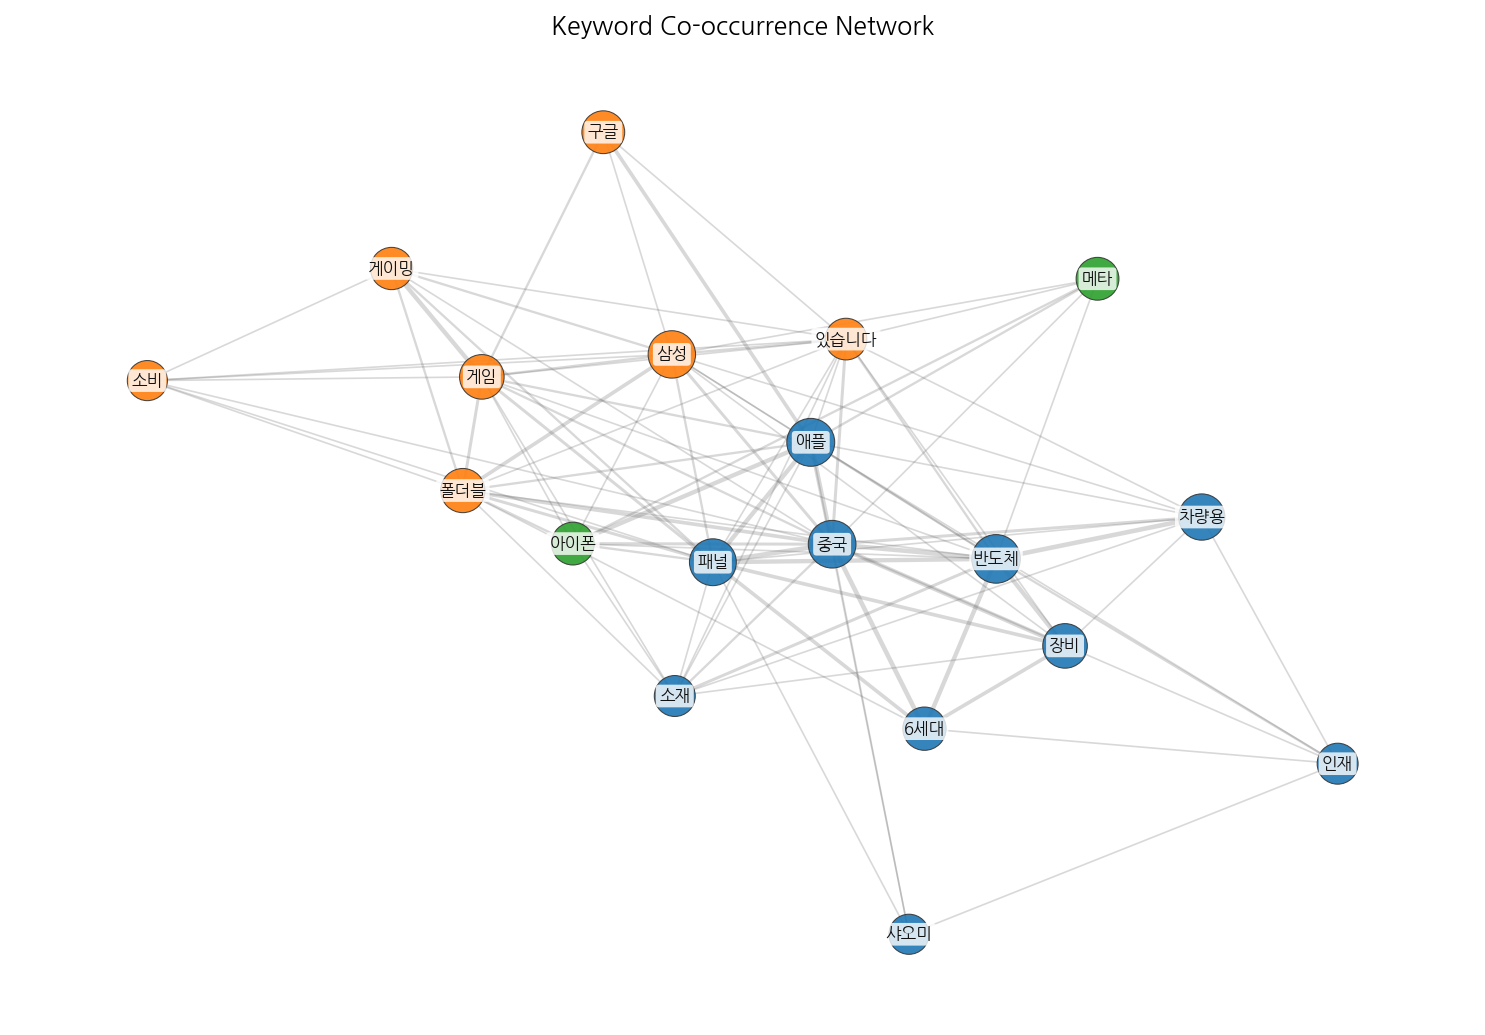 Keyword Co-occurrence Network
구글
게이밍
메타
있습니다
삼성
게임
소비
애플
폴더블
차량용
아이폰
중국
패널
반도체
장비
소재
6세대
인재
샤오미